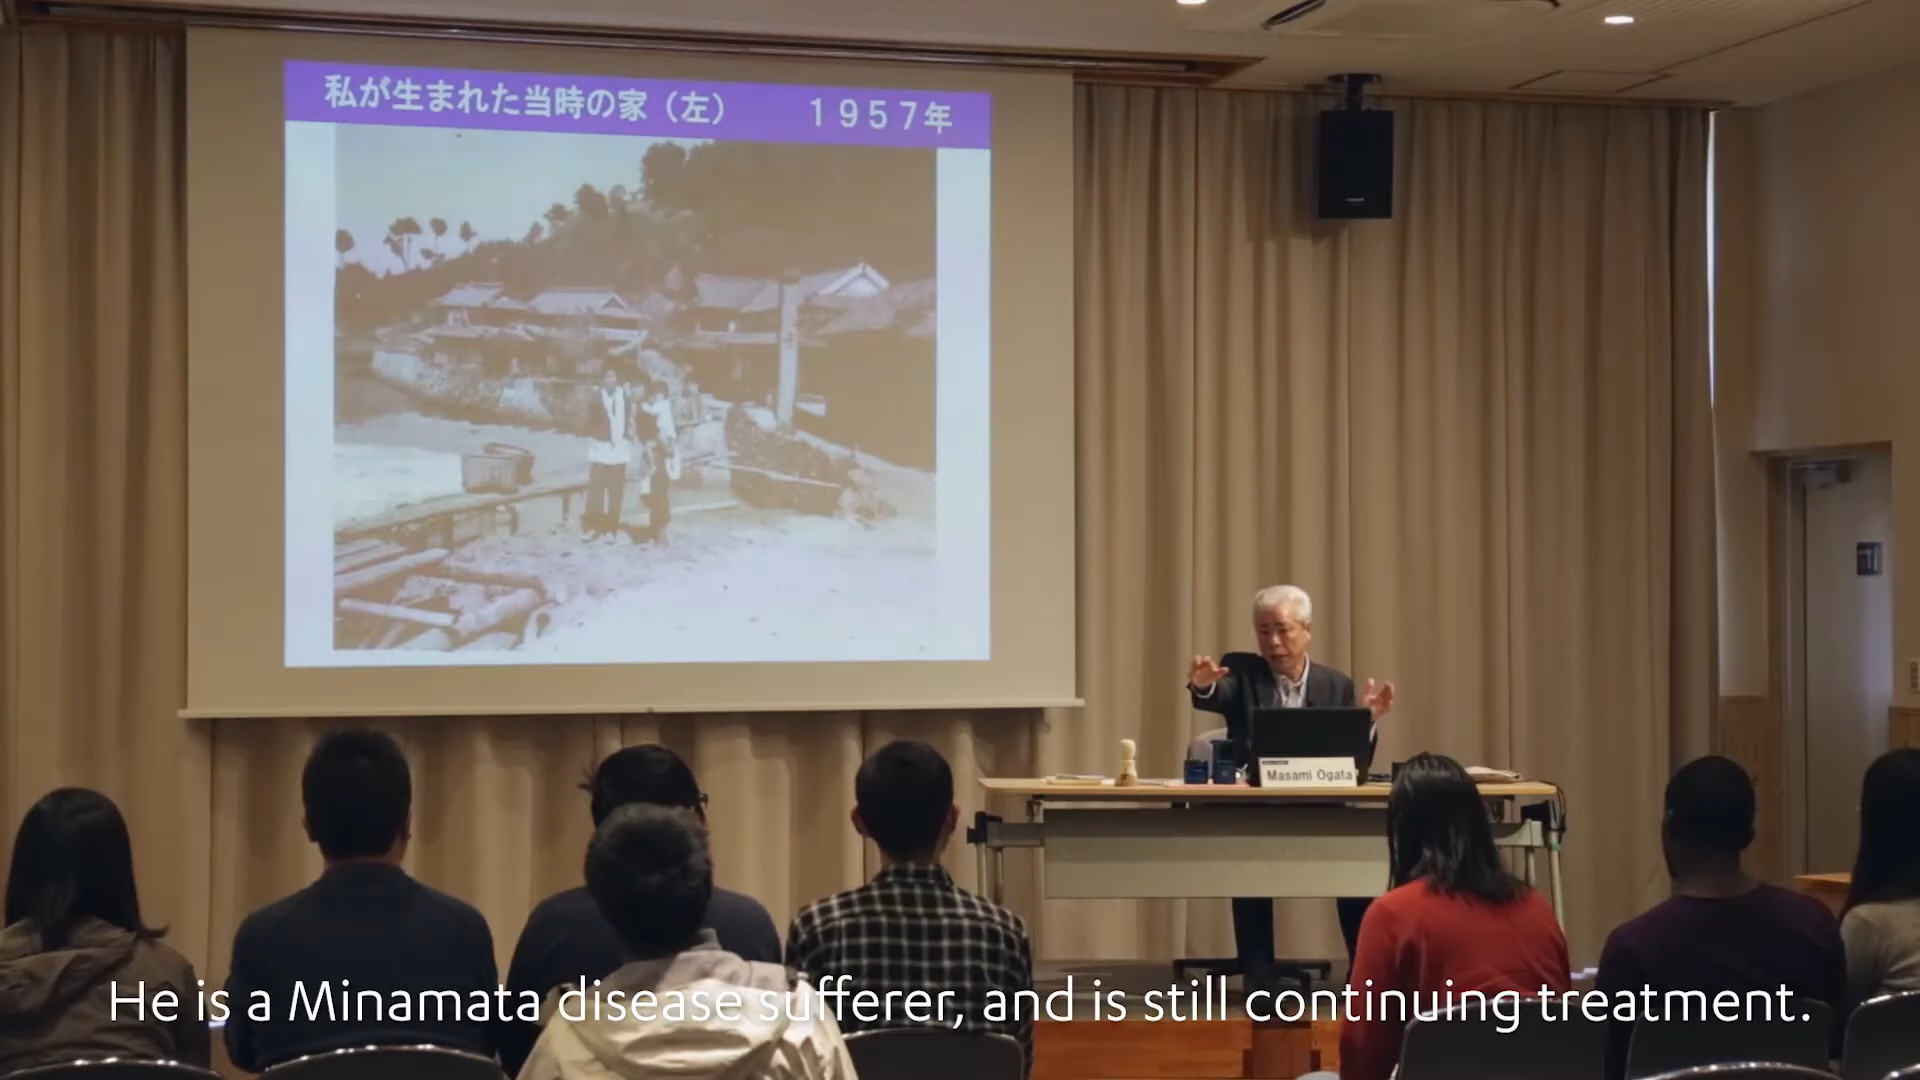 私が生まれた当時の家（左）　　１９５７年
Masami Ogata
He is a Minamata disease sufferer, and is still continuing treatment.